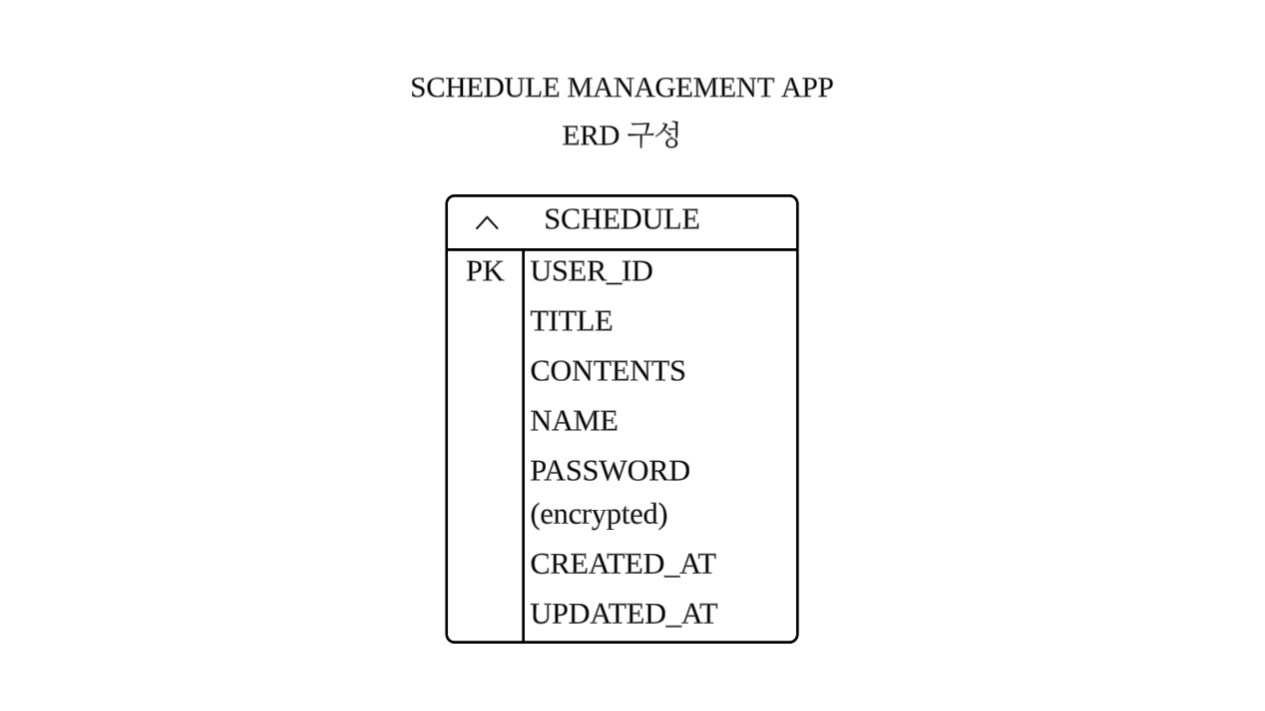 SCHEDULE MANAGEMENT APP
ERD 구성
SCHEDULE
PK USER_ID
TITLE
CONTENTS
NAME
PASSWORD
(encrypted)
CREATED_AT
UPDATED_AT